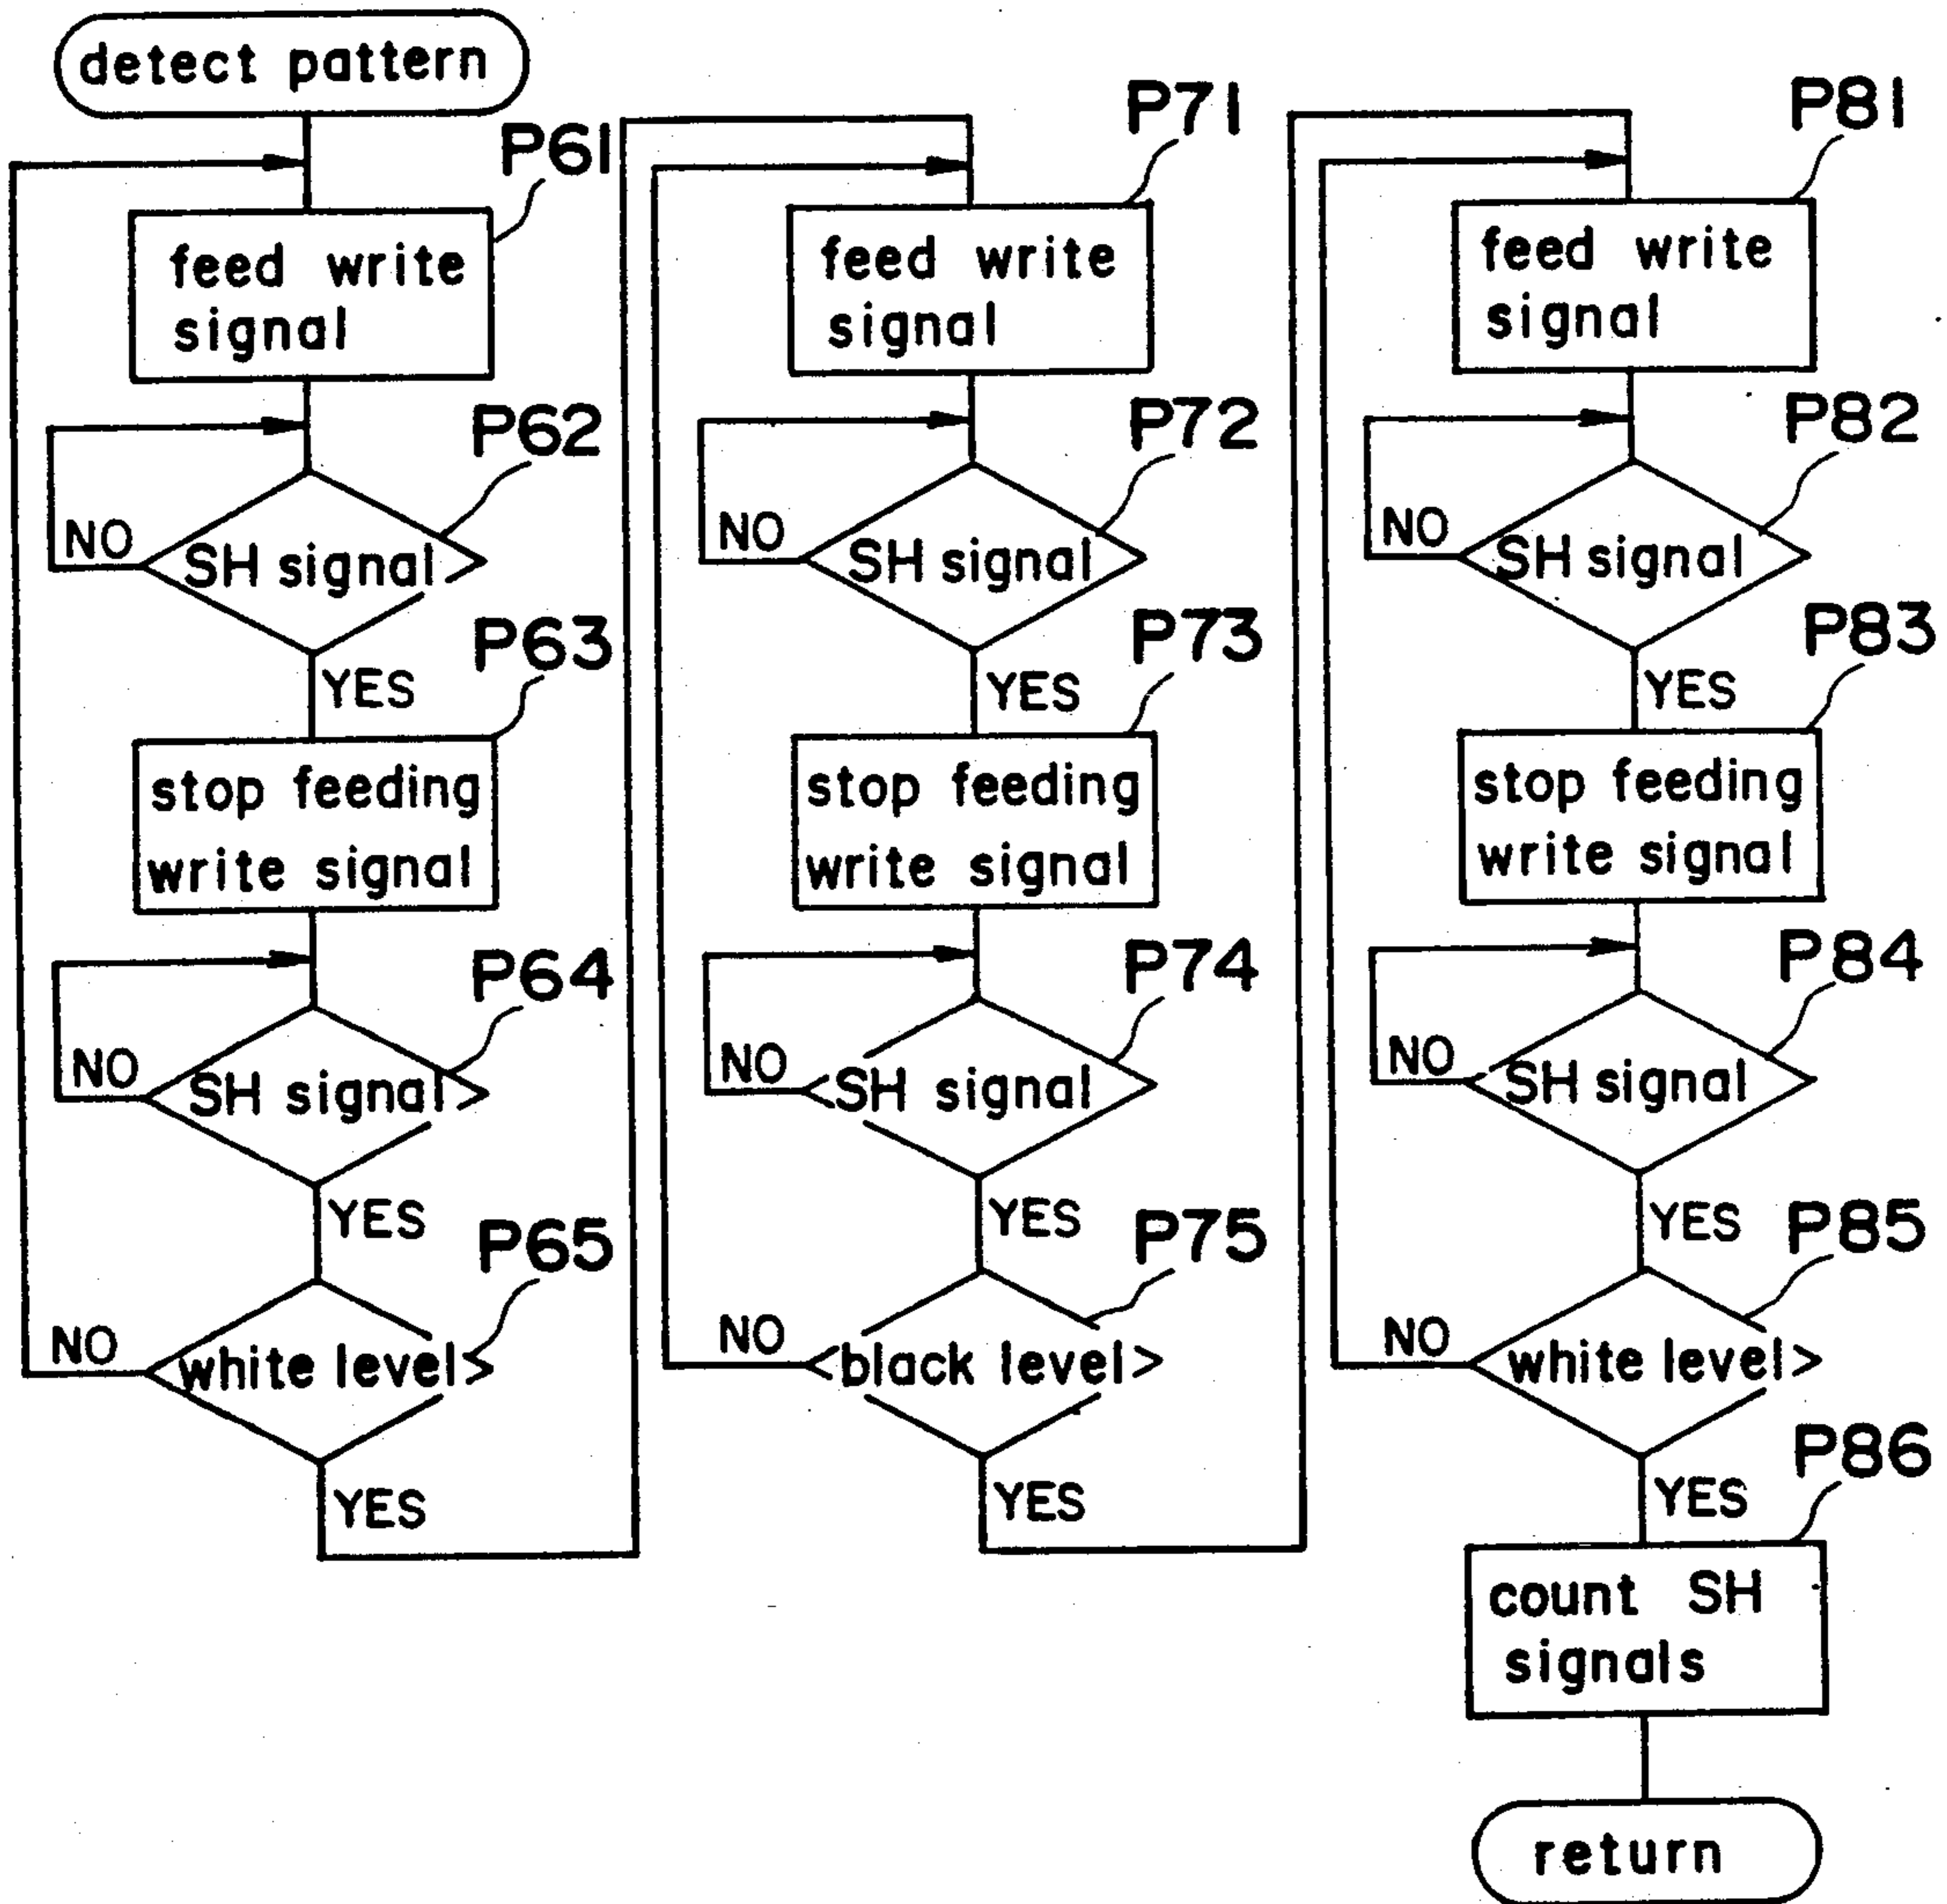 detect pattern
P61
feed write
signal
P62
NO
SH signal
YES
P63
stop feeding
write signal
P64
NO
SH signal
YES
P65
NO
white level
YES
P71
feed write
signal
P72
NO
SH signal
YES
P73
stop feeding
write signal
P74
NO
SH signal
YES
P75
NO
black level
YES
P81
feed write
signal
P82
NO
SH signal
YES
P83
stop feeding
write signal
P84
NO
SH signal
YES
P85
NO
white level
YES
P86
count SH
signals
return